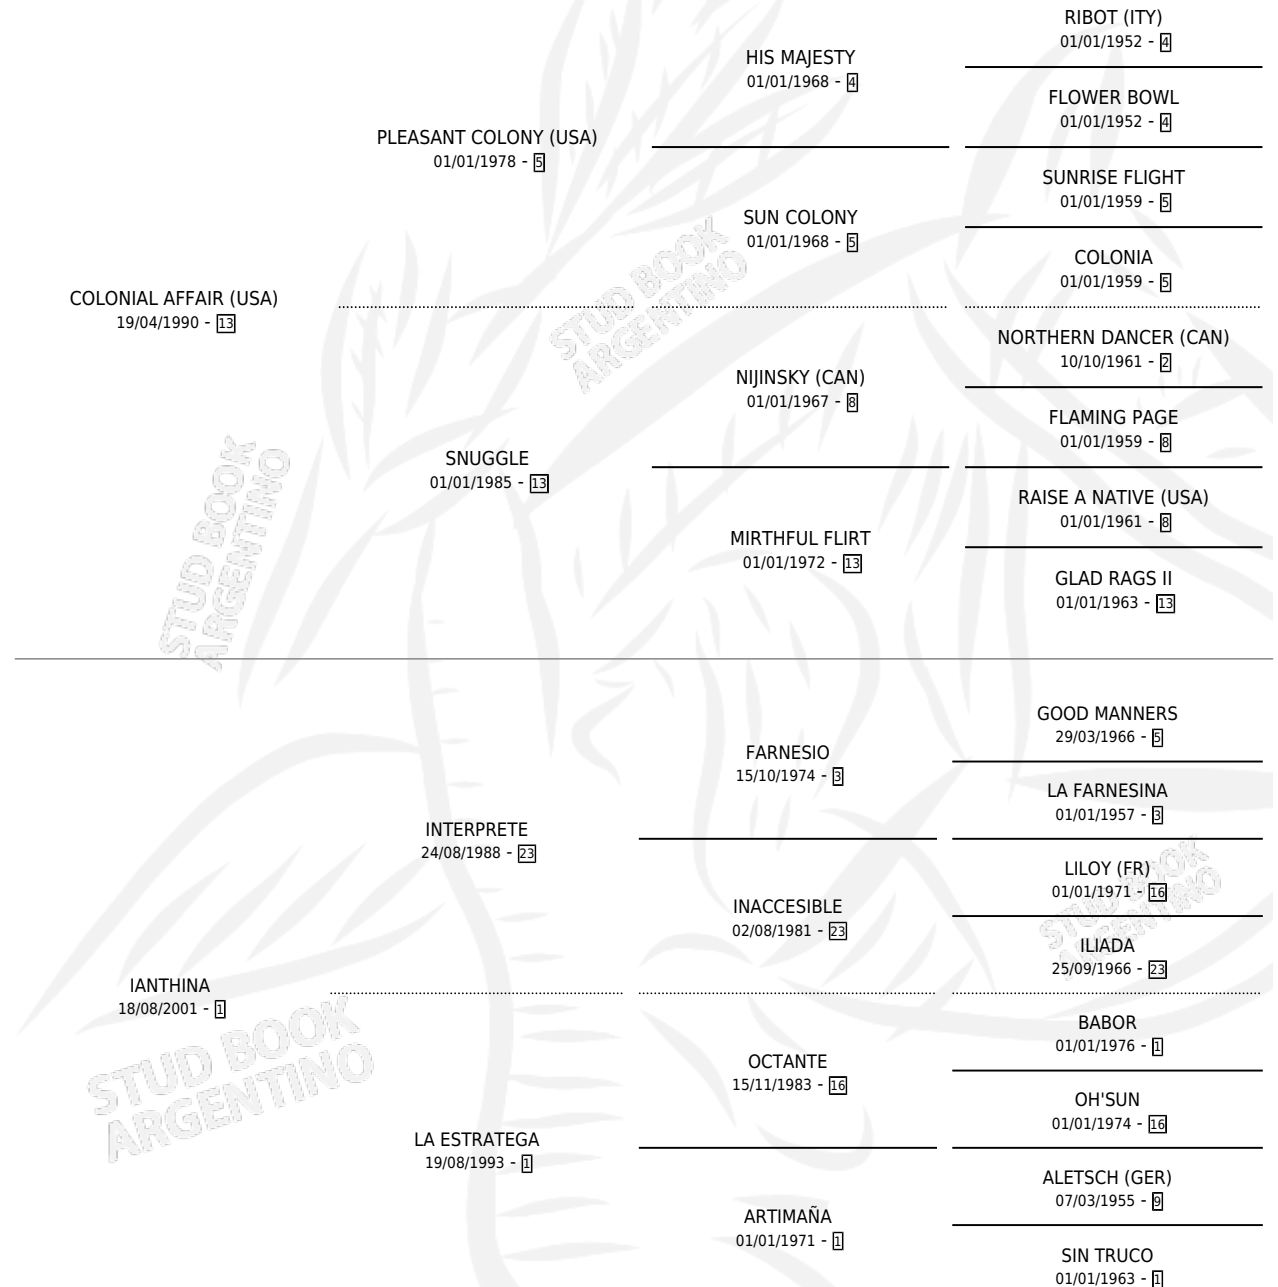 RIBOT (ITY)
01/01/1952 - 4
HIS MAJESTY
01/01/1968 - 4
FLOWER BOWL
01/01/1952 - 4
PLEASANT COLONY (USA)
01/01/1978 - 5
SUNRISE FLIGHT
01/01/1959 - 5
SUN COLONY
01/01/1968 - 5
COLONIA
01/01/1959 - 5
COLONIAL AFFAIR (USA)
19/04/1990 - 13
NORTHERN DANCER (CAN)
10/10/1961 - 2
NIJINSKY (CAN)
01/01/1967 - 8
FLAMING PAGE
01/01/1959 - 8
SNUGGLE
01/01/1985 - 13
RAISE A NATIVE (USA)
01/01/1961 - 8
MIRTHFUL FLIRT
01/01/1972 - 13
GLAD RAGS II
01/01/1963 - 13
GOOD MANNERS
29/03/1966 - 5
FARNESIO
15/10/1974 - 3
LA FARNESINA
01/01/1957 - 3
INTERPRETE
24/08/1988 - 23
LILOY (FR)
01/01/1971 - 16
INACCESIBLE
02/08/1981 - 23
ILIADA
25/09/1966 - 23
IANTHINA
18/08/2001 - 1
BABOR
01/01/1976 - 1
OCTANTE
15/11/1983 - 16
OH'SUN
01/01/1974 - 16
LA ESTRATEGA
19/08/1993 - 1
ALETSCH (GER)
07/03/1955 - 9
ARTIMAÑA
01/01/1971 - 1
SIN TRUCO
01/01/1963 - 1
STUD BOOK
ARGENTINO
STUD BOOK
ARGENTINO
STUD BOOK
ARGENTINO
STUD BOOK
ARGENTINO